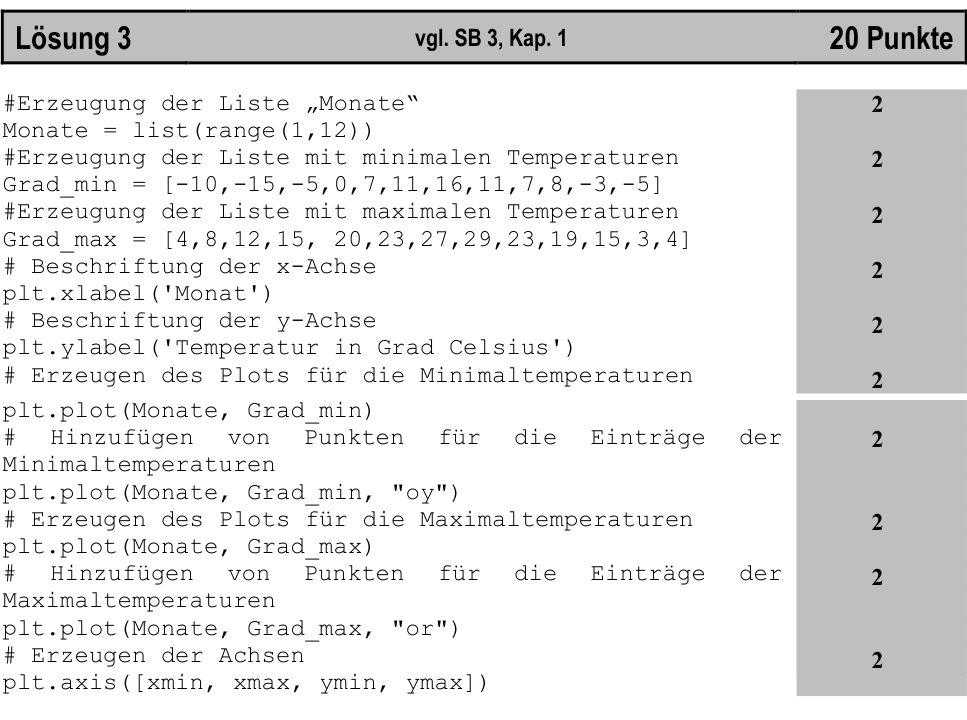 Lösung 3 vgl. SB 3, Kap. 1 20 Punkte
#Erzeugung der Liste „Monate“ 2
Monate = list(range(1,12))
#Erzeugung der Liste mit minimalen Temperaturen 2
Grad_min = [-10,-15,-5,0,7,11,16,11,7,8,-3,-5]
#Erzeugung der Liste mit maximalen Temperaturen 2
Grad_max = [4,8,12,15, 20,23,27,29,23,19,15,3,4]
# Beschriftung der x-Achse 2
plt.xlabel('Monat')
# Beschriftung der y-Achse 2
plt.ylabel('Temperatur in Grad Celsius')
# Erzeugen des Plots für die Minimaltemperaturen 2
plt.plot(Monate, Grad_min)
# Hinzufügen von Punkten für die Einträge der 2
Minimaltemperaturen
plt.plot(Monate, Grad_min, "oy")
# Erzeugen des Plots für die Maximaltemperaturen 2
plt.plot(Monate, Grad_max)
# Hinzufügen von Punkten für die Einträge der 2
Maximaltemperaturen
plt.plot(Monate, Grad_max, "or")
# Erzeugen der Achsen 2
plt.axis([xmin, xmax, ymin, ymax])